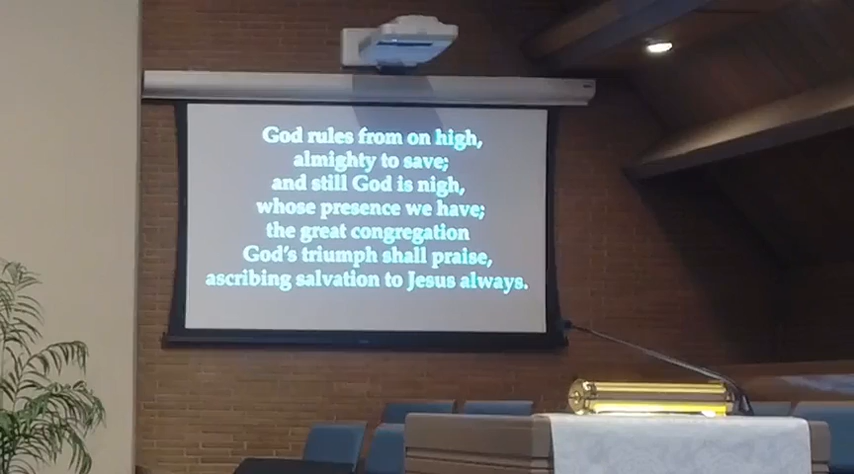 God rules from on high,
almighty to save;
and still God is nigh,
whose presence we have;
the great congregation
God's triumph shall praise,
ascribing salvation to Jesus always.